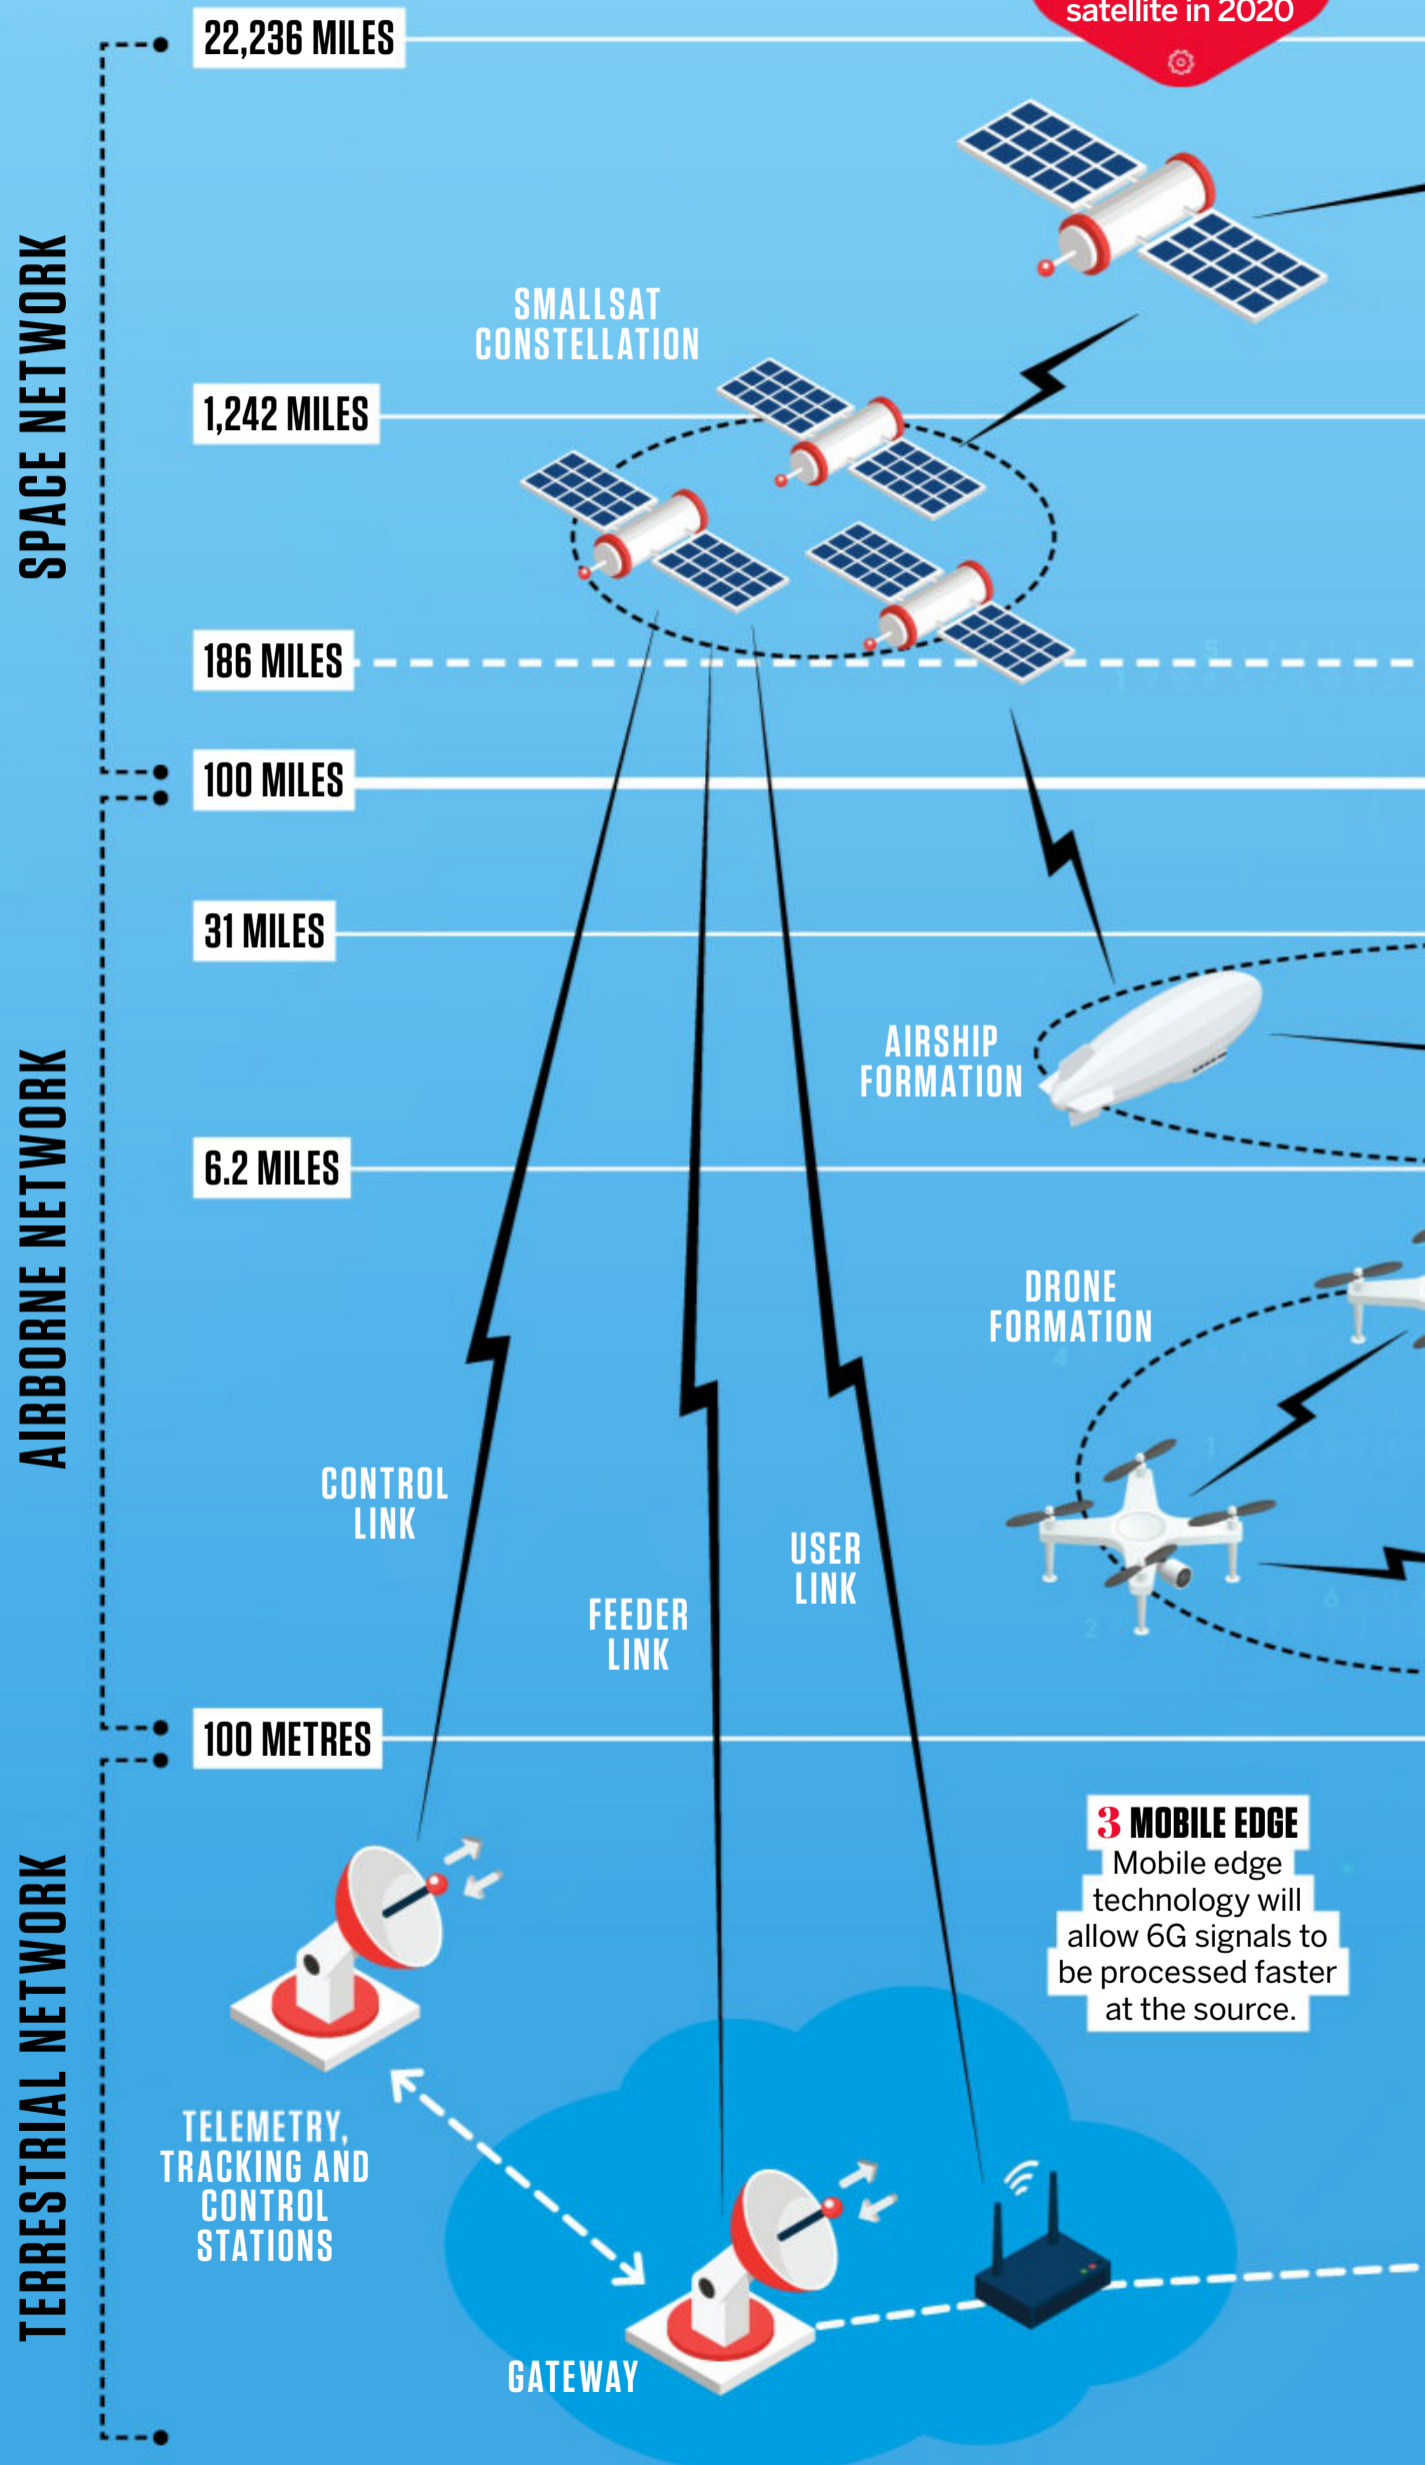 satellite in 2020
22,236 MILES
SPACE NETWORK
SMALLSAT
CONSTELLATION
1,242 MILES
186 MILES
100 MILES
31 MILES
AIRBORNE NETWORK
AIRSHIP
FORMATION
6.2 MILES
DRONE
FORMATION
CONTROL
LINK
USER
LINK
FEEDER
LINK
100 METRES
TERRESTRIAL NETWORK
3 MOBILE EDGE
Mobile edge
technology will
allow 6G signals to
be processed faster
at the source.
TELEMETRY,
TRACKING AND
CONTROL
STATIONS
GATEWAY